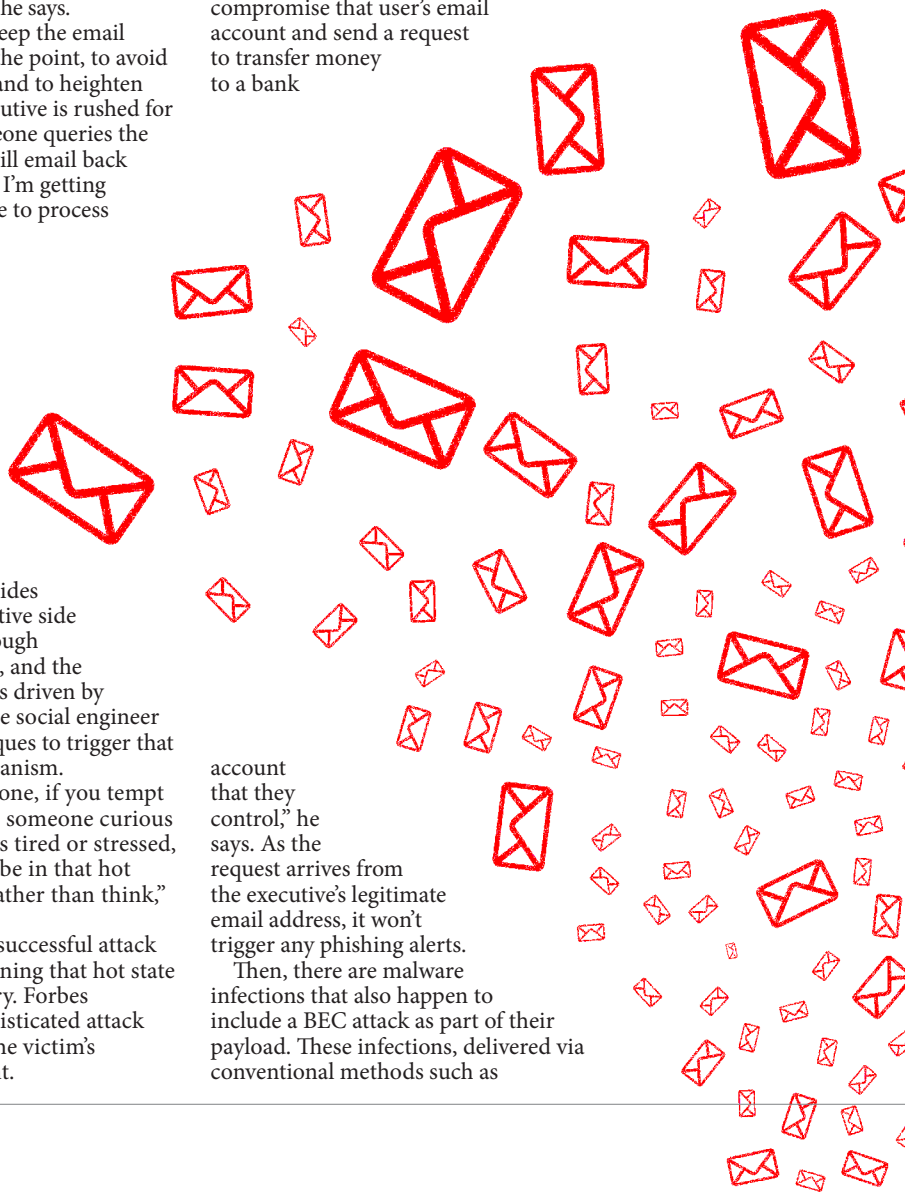 he says.
eep the email
he point, to avoid
and to heighten
utive is rushed for
eone queries the
ill email back
I'm getting
e to process
ides
tive side
ough
, and the
s driven by
e social engineer
ques to trigger that
anism.
one, if you tempt
someone curious
s tired or stressed,
be in that hot
ather than think,”
successful attack
ning that hot state
ry. Forbes
isticated attack
he victim's
t.
compromise that user's email
account and send a request
to transfer money
to a bank
account
that they
control,” he
says. As the
request arrives from
the executive's legitimate
email address, it won't
trigger any phishing alerts.
Then, there are malware
infections that also happen to
include a BEC attack as part of their
payload. These infections, delivered via
conventional methods such as